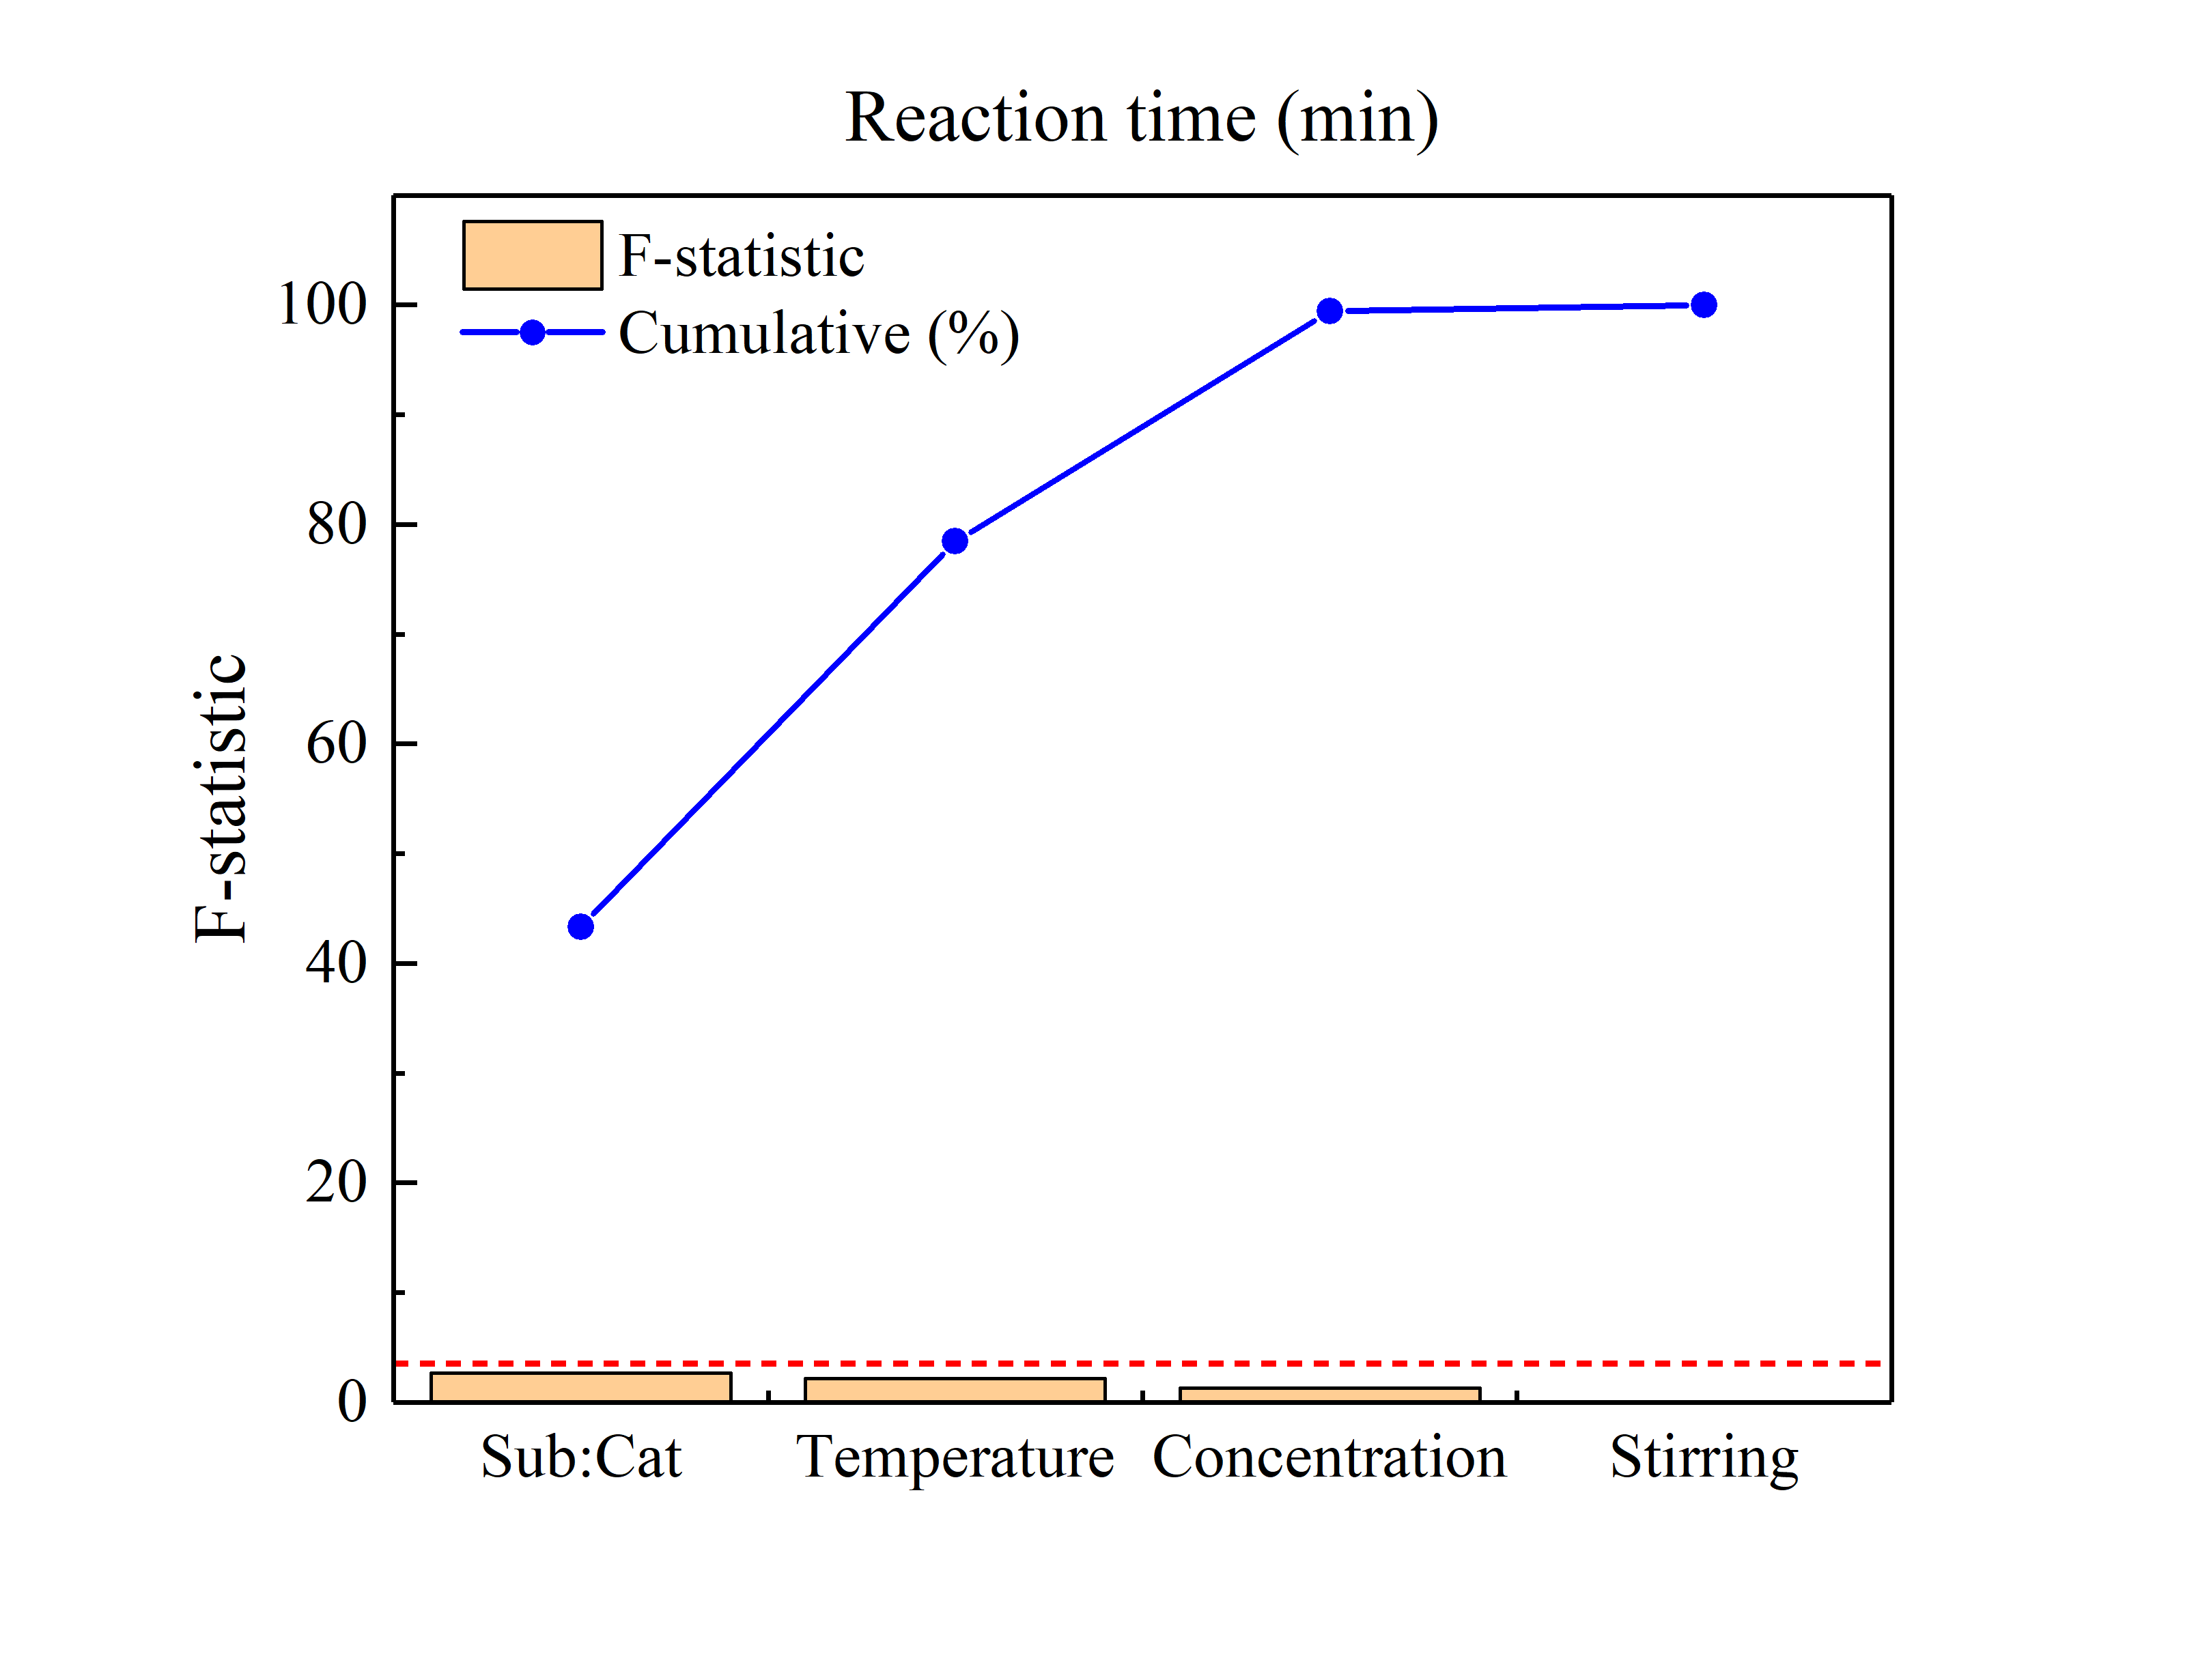 Reaction time (min)
F-statistic
Cumulative (%)
100
80
60
40
20
0
F-statistic
Sub:Cat
Temperature
Concentration
Stirring